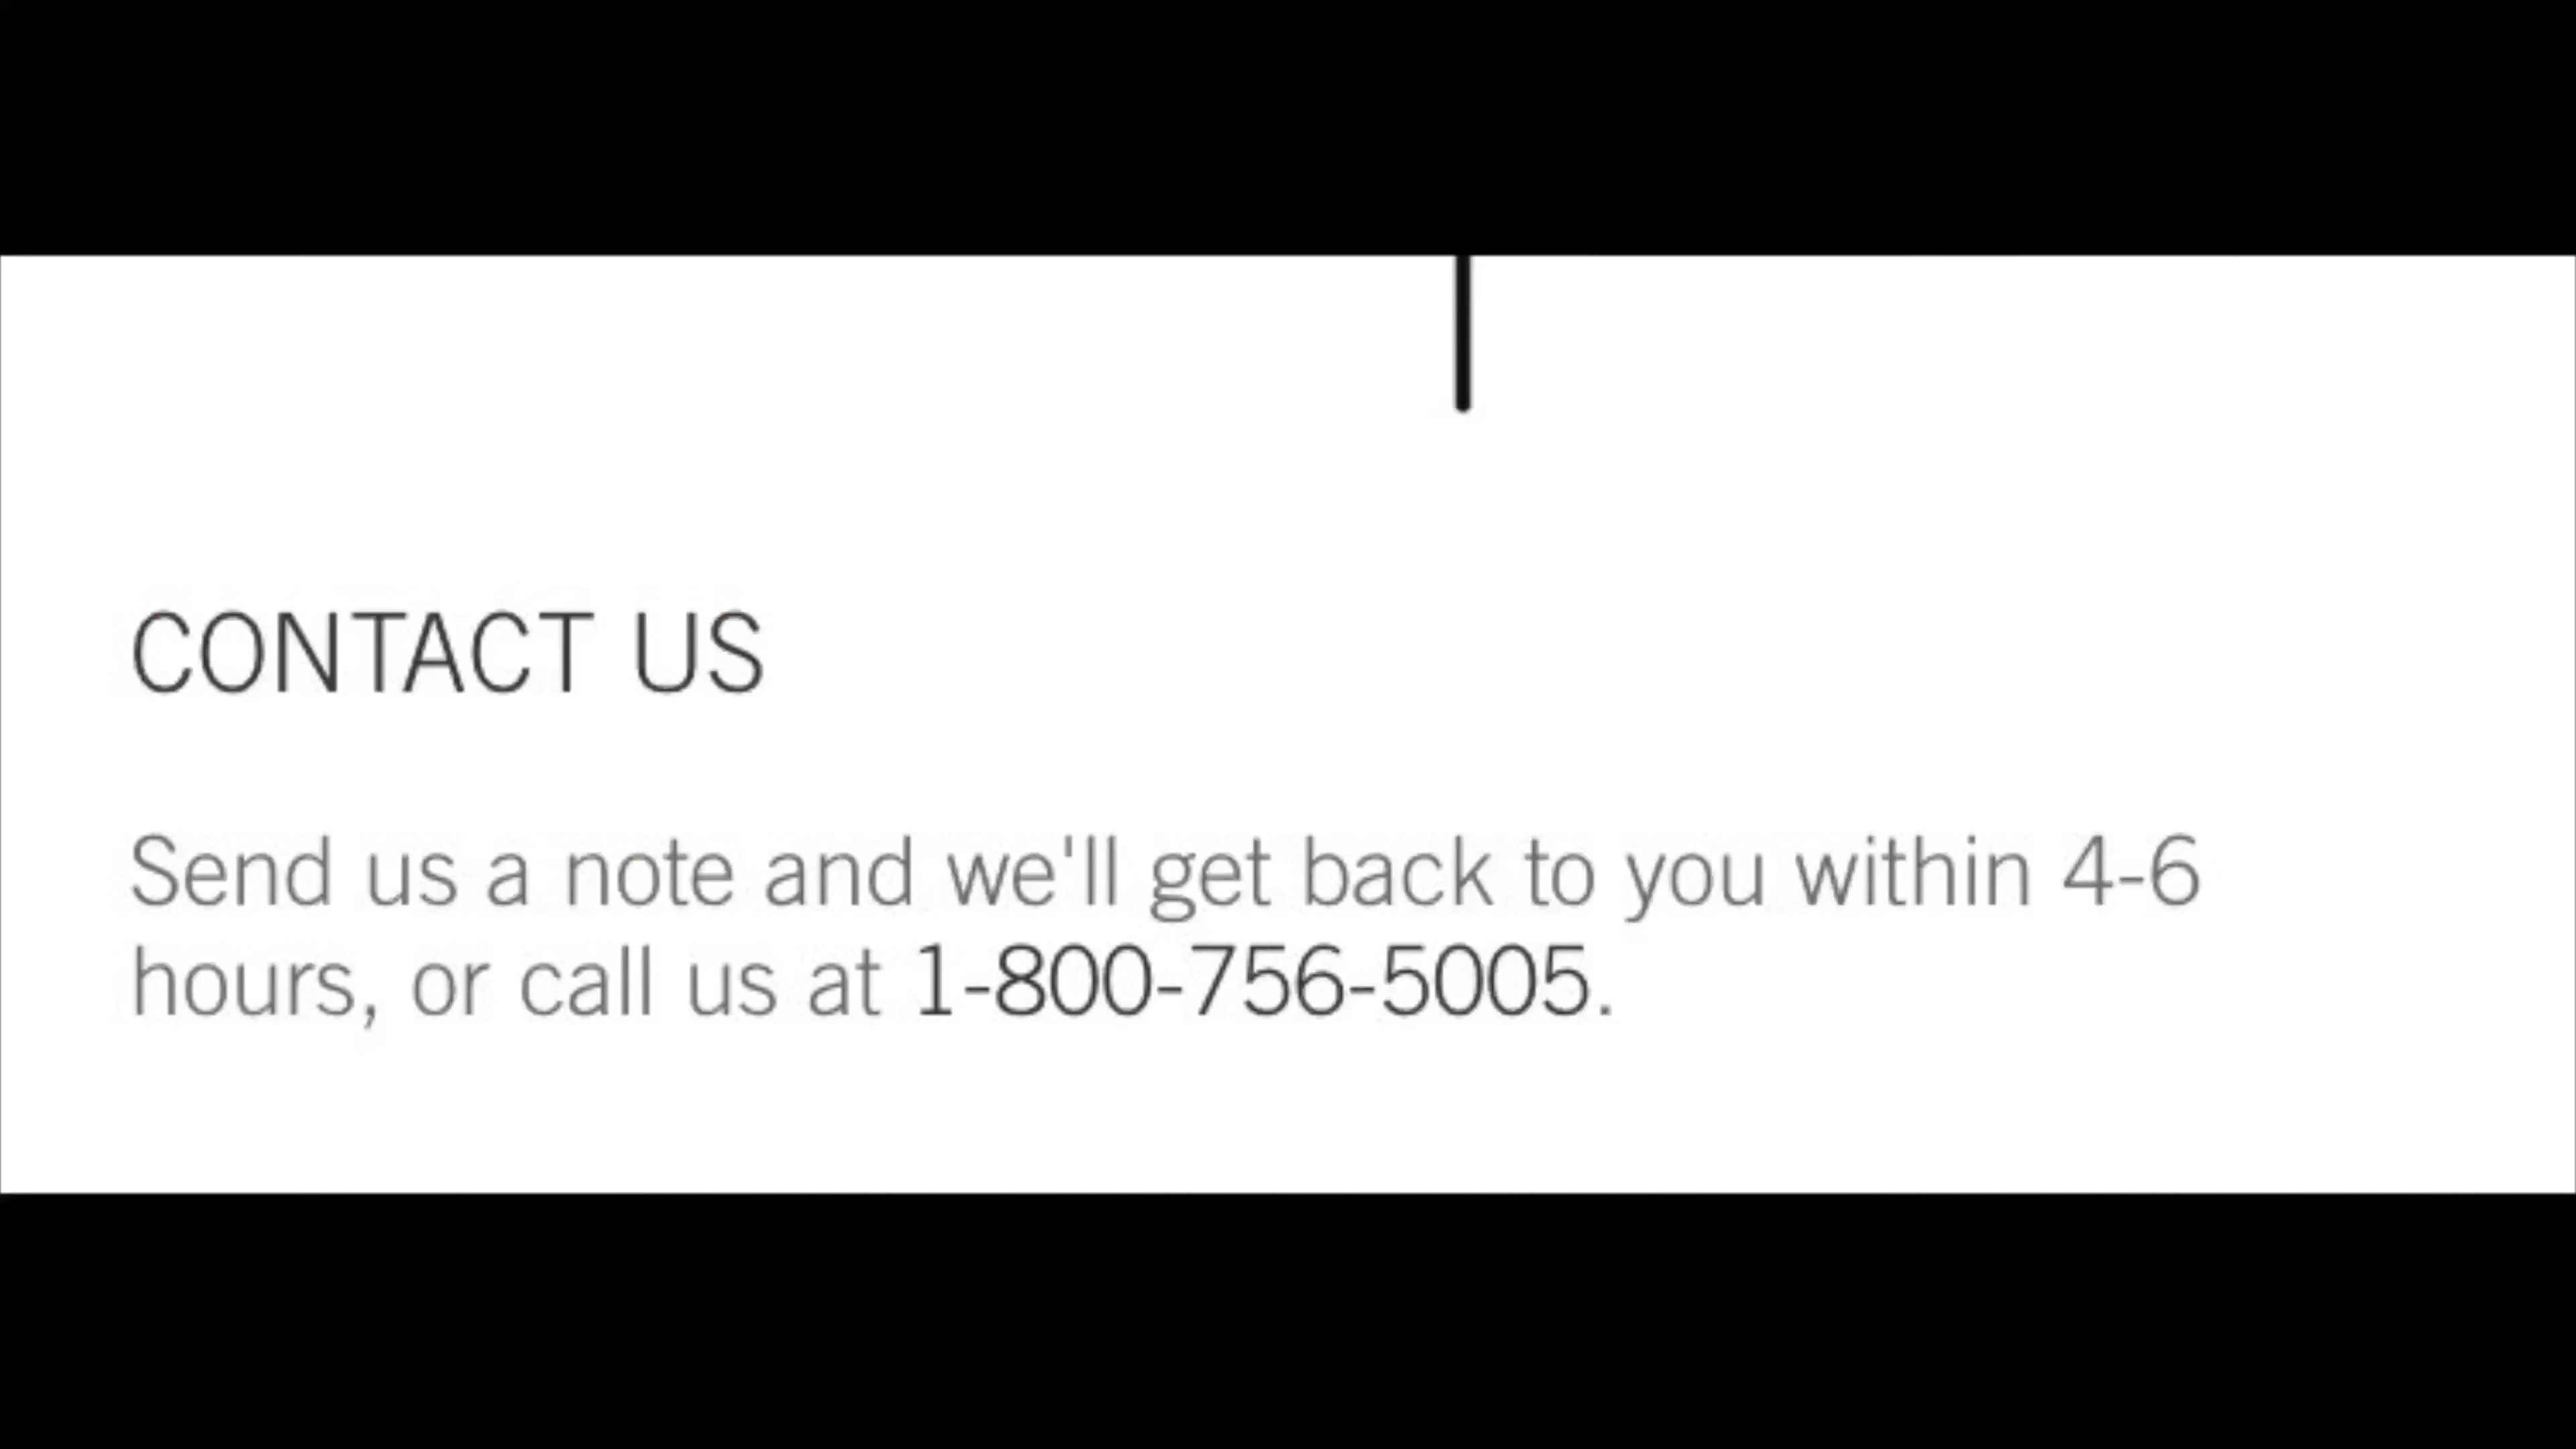 CONTACT US
Send us a note and we'll get back to you within 4-6
hours, or call us at 1-800-756-5005.